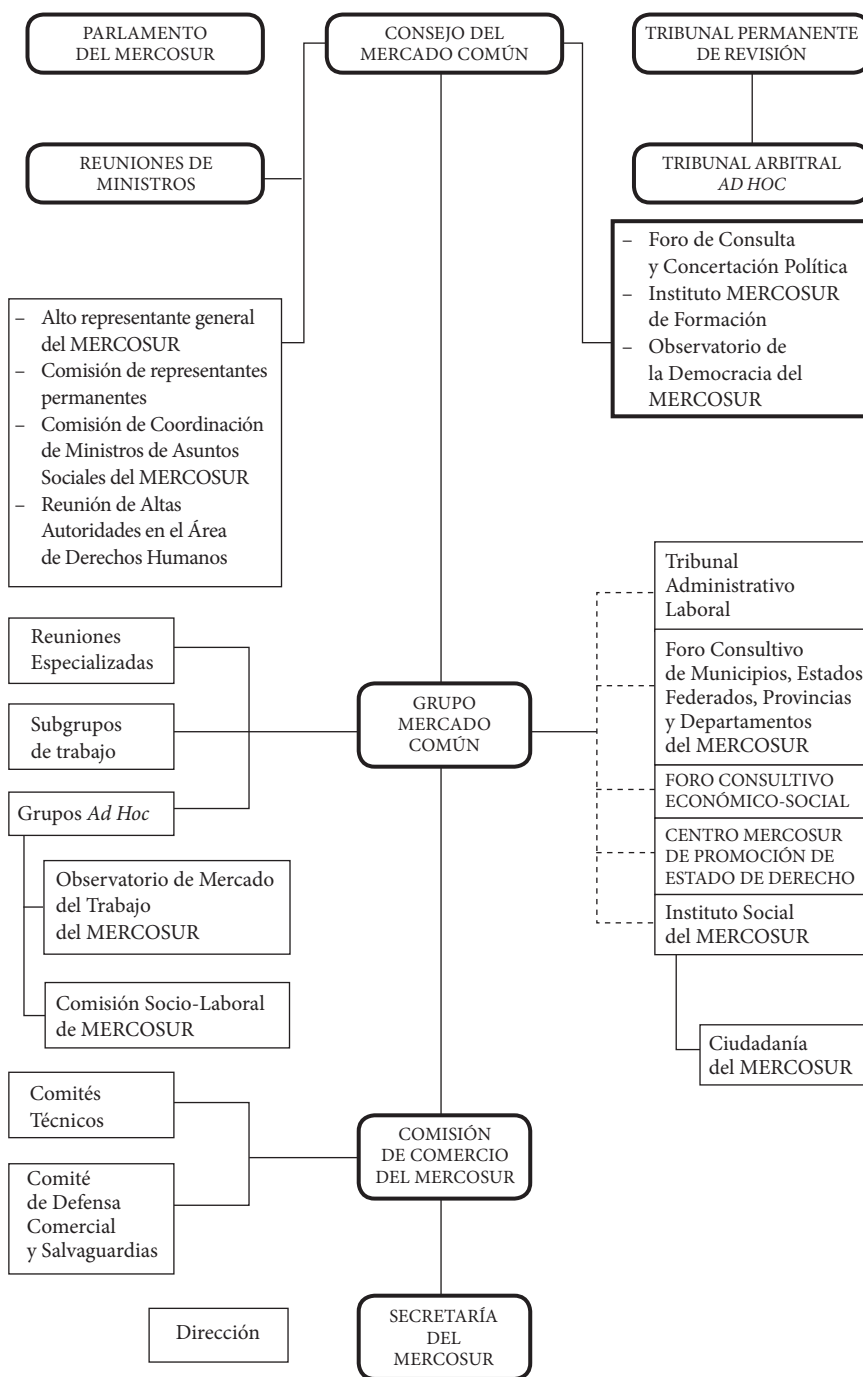 PARLAMENTO
DEL MERCOSUR
CONSEJO DEL
MERCADO COMÚN
TRIBUNAL PERMANENTE
DE REVISIÓN
REUNIONES DE
MINISTROS
TRIBUNAL ARBITRAL
AD HOC
– Foro de Consulta
y Concertación Política
– Instituto MERCOSUR
de Formación
– Observatorio de
la Democracia del
MERCOSUR
– Alto representante general
del MERCOSUR
– Comisión de representantes
permanentes
– Comisión de Coordinación
de Ministros de Asuntos
Sociales del MERCOSUR
– Reunión de Altas
Autoridades en el Área
de Derechos Humanos
Reuniones
Especializadas
Subgrupos
de trabajo
Grupos Ad Hoc
Observatorio de Mercado
del Trabajo
del MERCOSUR
Comisión Socio-Laboral
de MERCOSUR
GRUPO
MERCADO
COMÚN
Tribunal
Administrativo
Laboral
Foro Consultivo
de Municipios, Estados
Federados, Provincias
y Departamentos
del MERCOSUR
FORO CONSULTIVO
ECONÓMICO-SOCIAL
CENTRO MERCOSUR
DE PROMOCIÓN DE
ESTADO DE DERECHO
Instituto Social
del MERCOSUR
Ciudadanía
del MERCOSUR
Comités
Técnicos
Comité
de Defensa
Comercial
y Salvaguardias
COMISIÓN
DE COMERCIO
DEL MERCOSUR
Dirección
SECRETARÍA
DEL
MERCOSUR